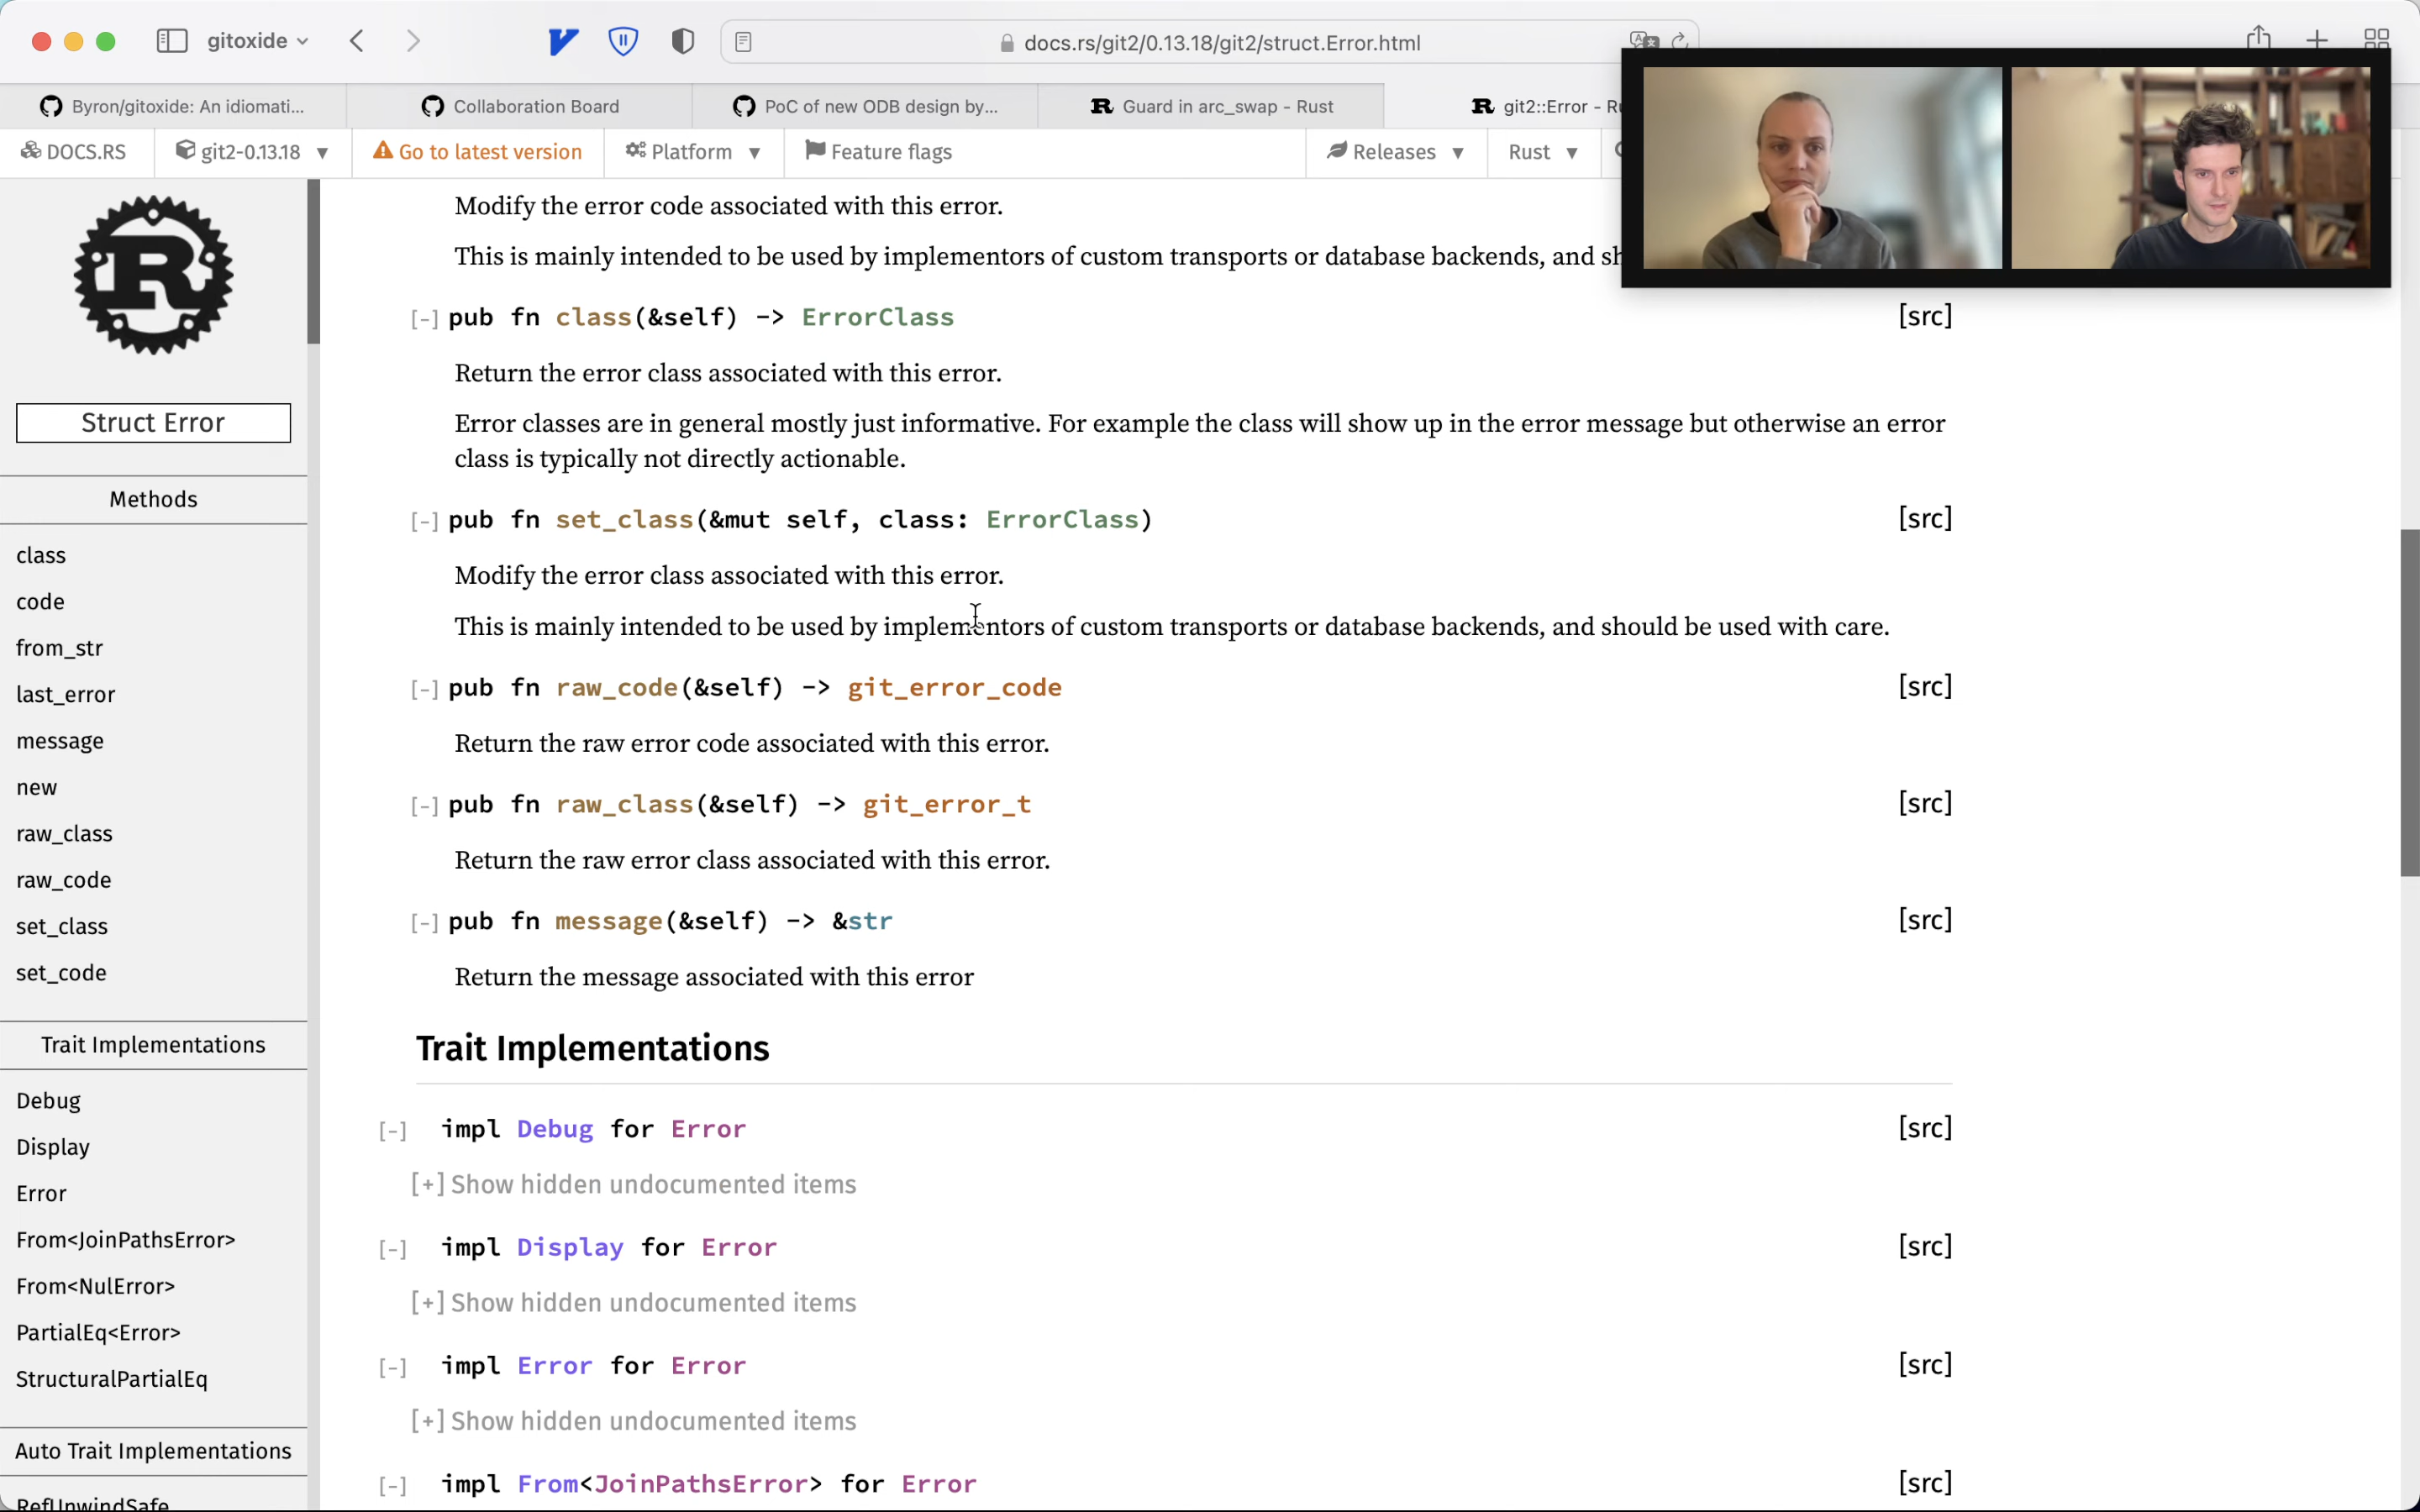 gitoxide
docs.rs/git2/0.13.18/git2/struct.Error.html
Byron/gitoxide: An idiomati...
Collaboration Board
PoC of new ODB design by...
Guard in arc_swap - Rust
git2::Error - Ru
DOCS.RS
git2-0.13.18
Go to latest version
Platform
Feature flags
Releases
Rust
R
Struct Error
Methods
class
code
from_str
last_error
message
new
raw_class
raw_code
set_class
set_code
Trait Implementations
Debug
Display
Error
From<JoinPathsError>
From<NulError>
PartialEq<Error>
StructuralPartialEq
Auto Trait Implementations
RefUnwindSafe
Modify the error code associated with this error.
This is mainly intended to be used by implementors of custom transports or database backends, and sh
[-] pub fn class(&self) -> ErrorClass [src]
Return the error class associated with this error.
Error classes are in general mostly just informative. For example the class will show up in the error message but otherwise an error
class is typically not directly actionable.
[-] pub fn set_class(&mut self, class: ErrorClass) [src]
Modify the error class associated with this error.
This is mainly intended to be used by implementors of custom transports or database backends, and should be used with care.
[-] pub fn raw_code(&self) -> git_error_code [src]
Return the raw error code associated with this error.
[-] pub fn raw_class(&self) -> git_error_t [src]
Return the raw error class associated with this error.
[-] pub fn message(&self) -> &str [src]
Return the message associated with this error
Trait Implementations
[-] impl Debug for Error [src]
[+] Show hidden undocumented items
[-] impl Display for Error [src]
[+] Show hidden undocumented items
[-] impl Error for Error [src]
[+] Show hidden undocumented items
[-] impl From<JoinPathsError> for Error [src]